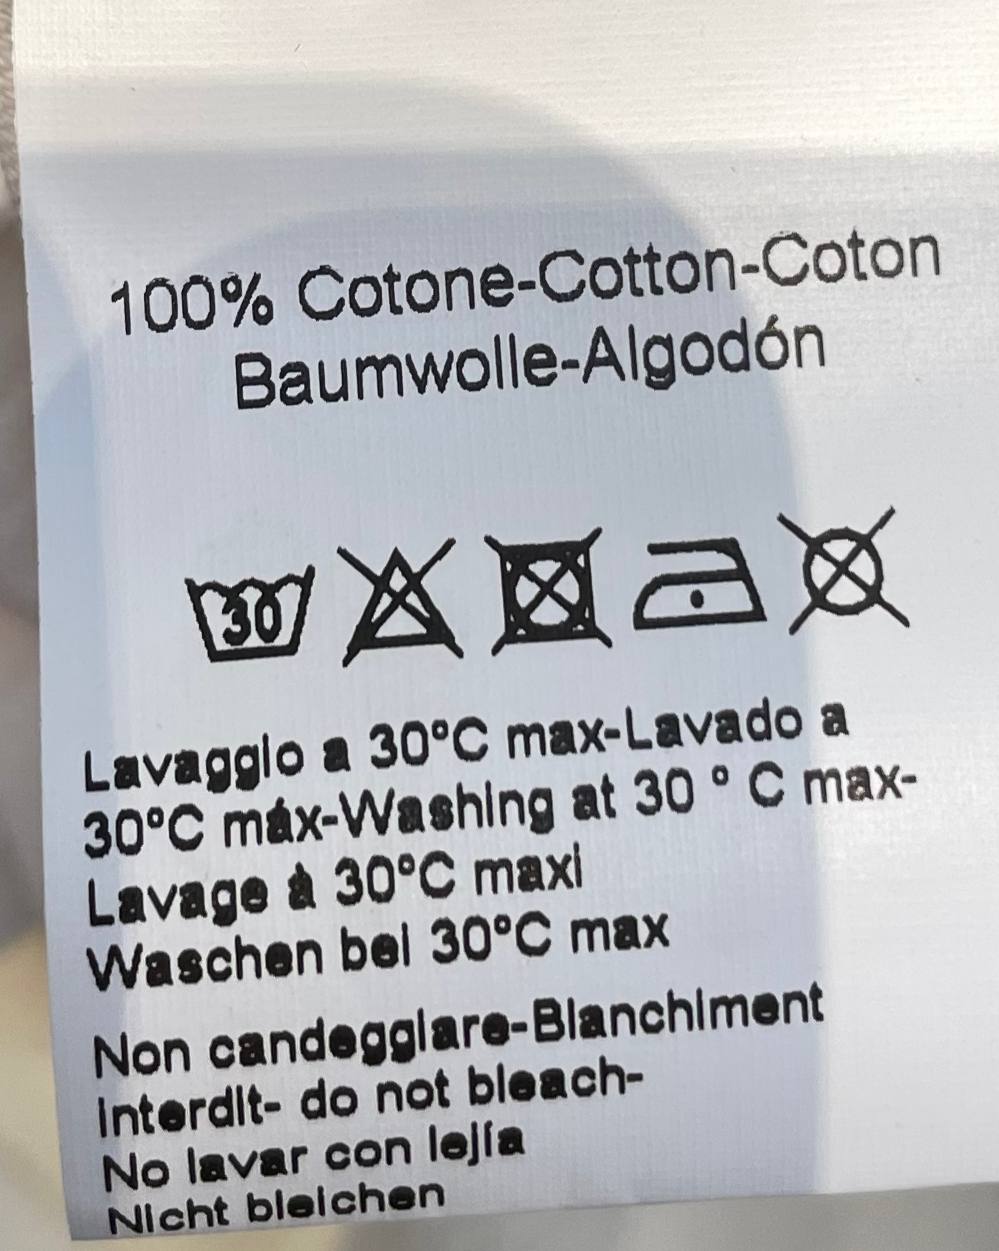 100% Cotone-Cotton-Coton
Baumwolle-Algodón
30
Lavaggio a 30°C max-Lavado a
30°C máx-Washing at 30 ° C max-
Lavage à 30°C maxi
Waschen bei 30°C max
Non candeggiare-Blanchiment
interdit- do not bleach-
No lavar con lejía
Nicht bleichen